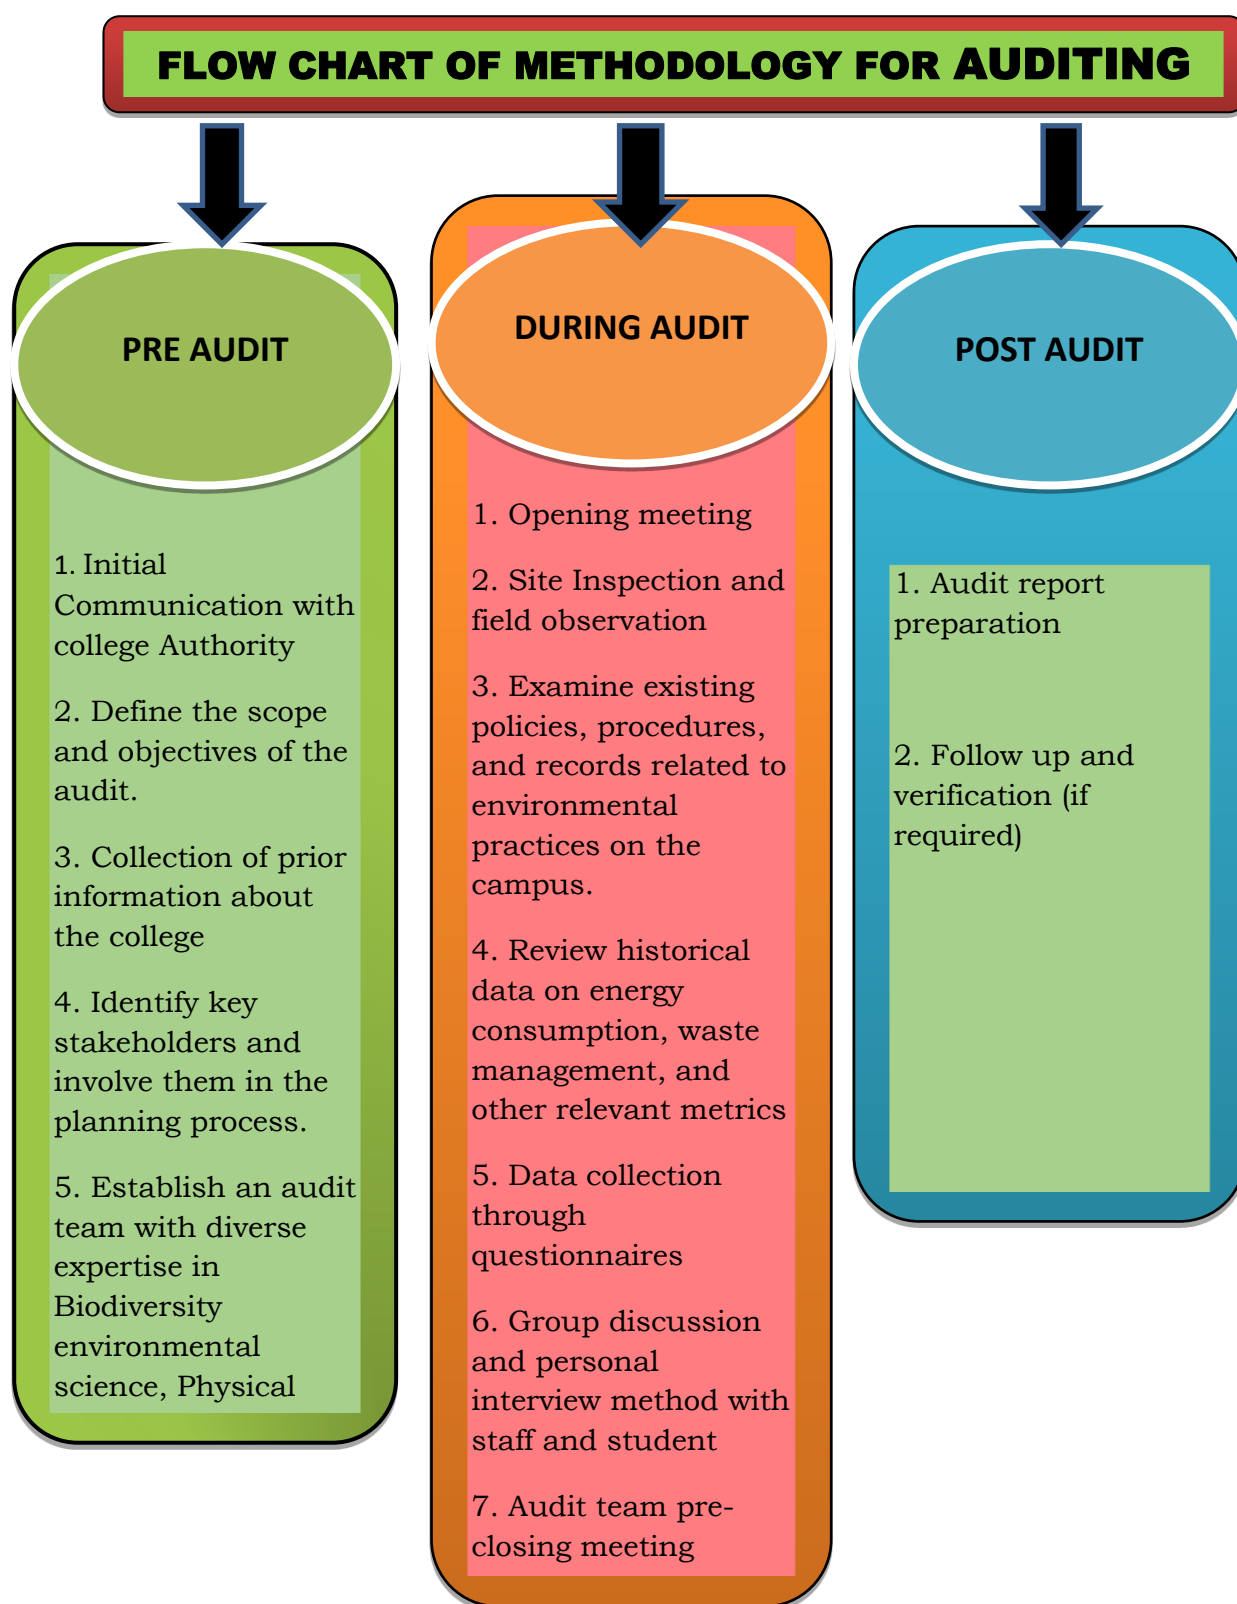 FLOW CHART OF METHODOLOGY FOR AUDITING
PRE AUDIT
1. Initial
Communication with
college Authority
2. Define the scope
and objectives of the
audit.
3. Collection of prior
information about
the college
4. Identify key
stakeholders and
involve them in the
planning process.
5. Establish an audit
team with diverse
expertise in
Biodiversity
environmental
science, Physical
DURING AUDIT
1. Opening meeting
2. Site Inspection and
field observation
3. Examine existing
policies, procedures,
and records related to
environmental
practices on the
campus.
4. Review historical
data on energy
consumption, waste
management, and
other relevant metrics
5. Data collection
through
questionnaires
6. Group discussion
and personal
interview method with
staff and student
7. Audit team pre-
closing meeting
POST AUDIT
1. Audit report
preparation
2. Follow up and
verification (if
required)